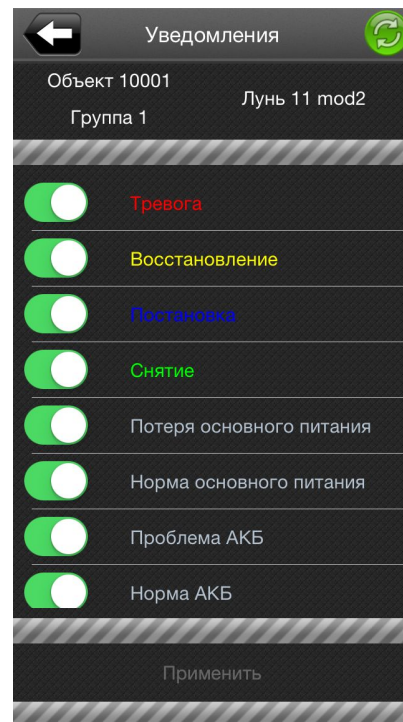 Уведомления
Объект 10001
Группа 1
Лунь 11 mod2
Тревога
Восстановление
Постановка
Снятие
Потеря основного питания
Норма основного питания
Проблема АКБ
Норма АКБ
Применить